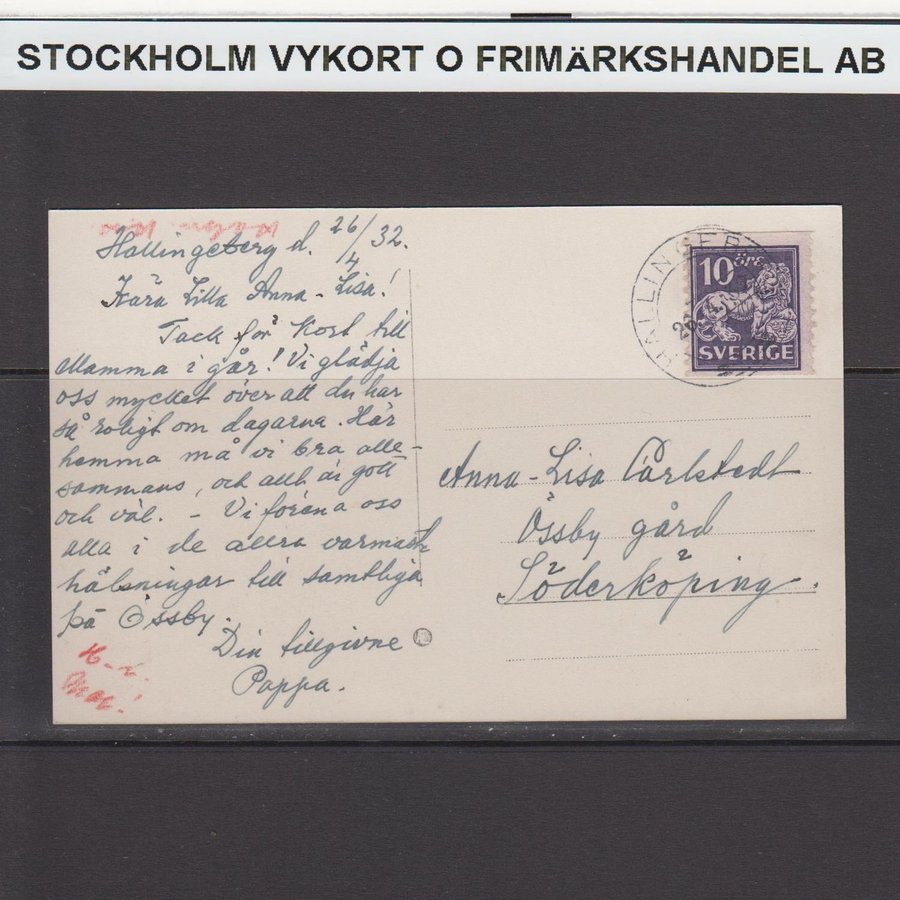 STOCKHOLM VYKORT O FRIMÄRKSHANDEL AB
Hallingeberg d. 26/4 32.
Kära Lilla Anna-Lisa!
Tack för Kort till
Mamma i går! Vi glädja
oss mycket över att du har
så roligt om dagarna. Här
hemma må vi bra alle-
sammans, och allt är gott
och väl. - Vi förena oss
alla i de allra varmaste
hälsningar till samtliga
på Össby.
Din tillgivne
Pappa.
HALLINGEB
10 öre
SVERIGE
Anna-Lisa Carlstedt
Össby gård
Söderköping.